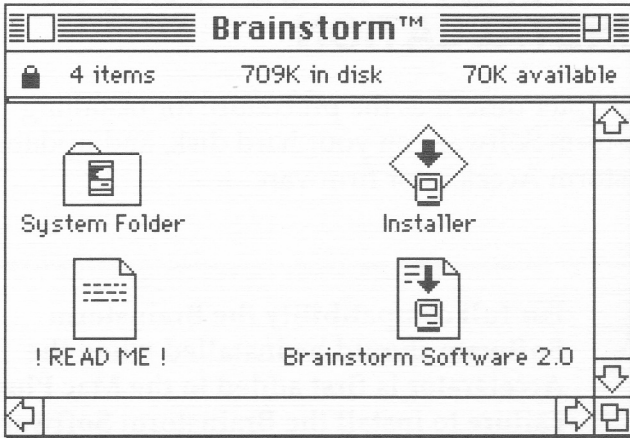 Brainstorm™
4 items 709K in disk 70K available
System Folder Installer
! READ ME ! Brainstorm Software 2.0